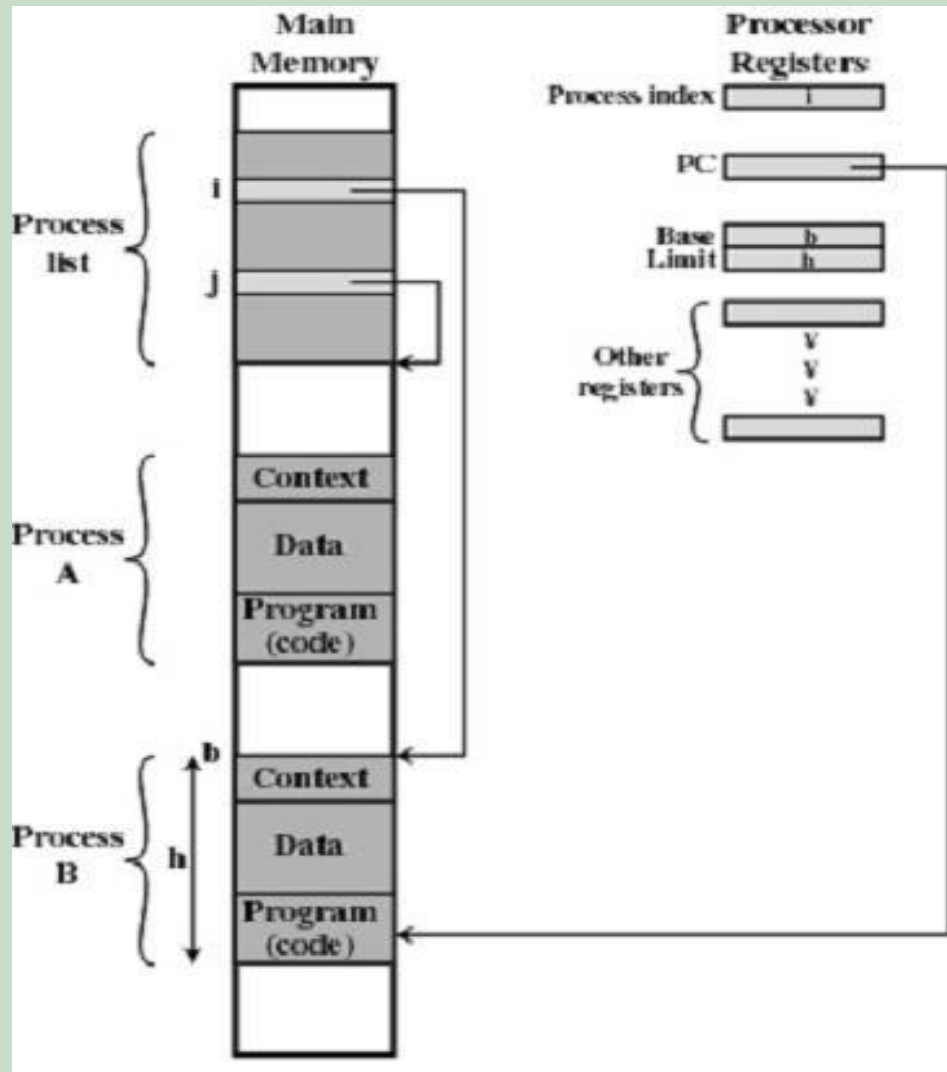 Main
Memory
Processor
Registers
Process index
i
PC
i
Process
list
Base
b
Limit
h
j
Other
registers
¥
¥
¥
Process
A
Context
Data
Program
(code)
b
Process
B
h
Context
Data
Program
(code)